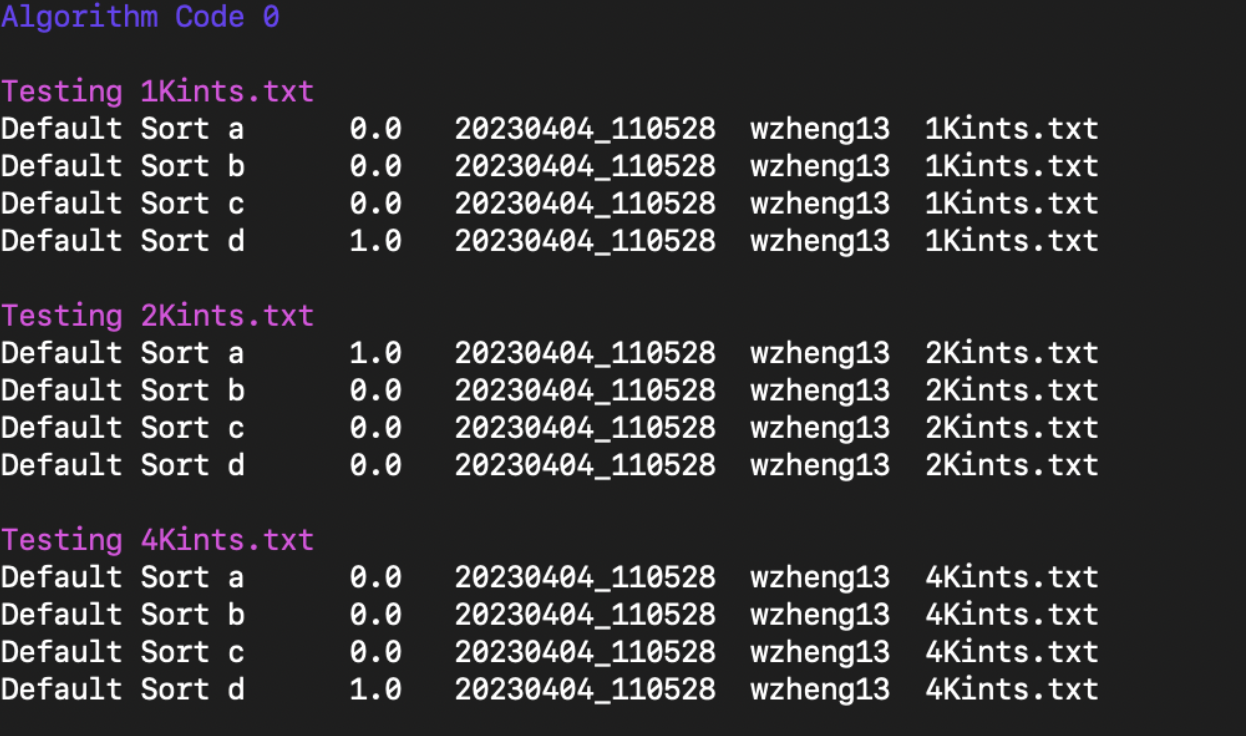 Algorithm Code 0
Testing 1Kints.txt
Default Sort a 0.0 20230404_110528 wzheng13 1Kints.txt
Default Sort b 0.0 20230404_110528 wzheng13 1Kints.txt
Default Sort c 0.0 20230404_110528 wzheng13 1Kints.txt
Default Sort d 1.0 20230404_110528 wzheng13 1Kints.txt
Testing 2Kints.txt
Default Sort a 1.0 20230404_110528 wzheng13 2Kints.txt
Default Sort b 0.0 20230404_110528 wzheng13 2Kints.txt
Default Sort c 0.0 20230404_110528 wzheng13 2Kints.txt
Default Sort d 0.0 20230404_110528 wzheng13 2Kints.txt
Testing 4Kints.txt
Default Sort a 0.0 20230404_110528 wzheng13 4Kints.txt
Default Sort b 0.0 20230404_110528 wzheng13 4Kints.txt
Default Sort c 0.0 20230404_110528 wzheng13 4Kints.txt
Default Sort d 1.0 20230404_110528 wzheng13 4Kints.txt